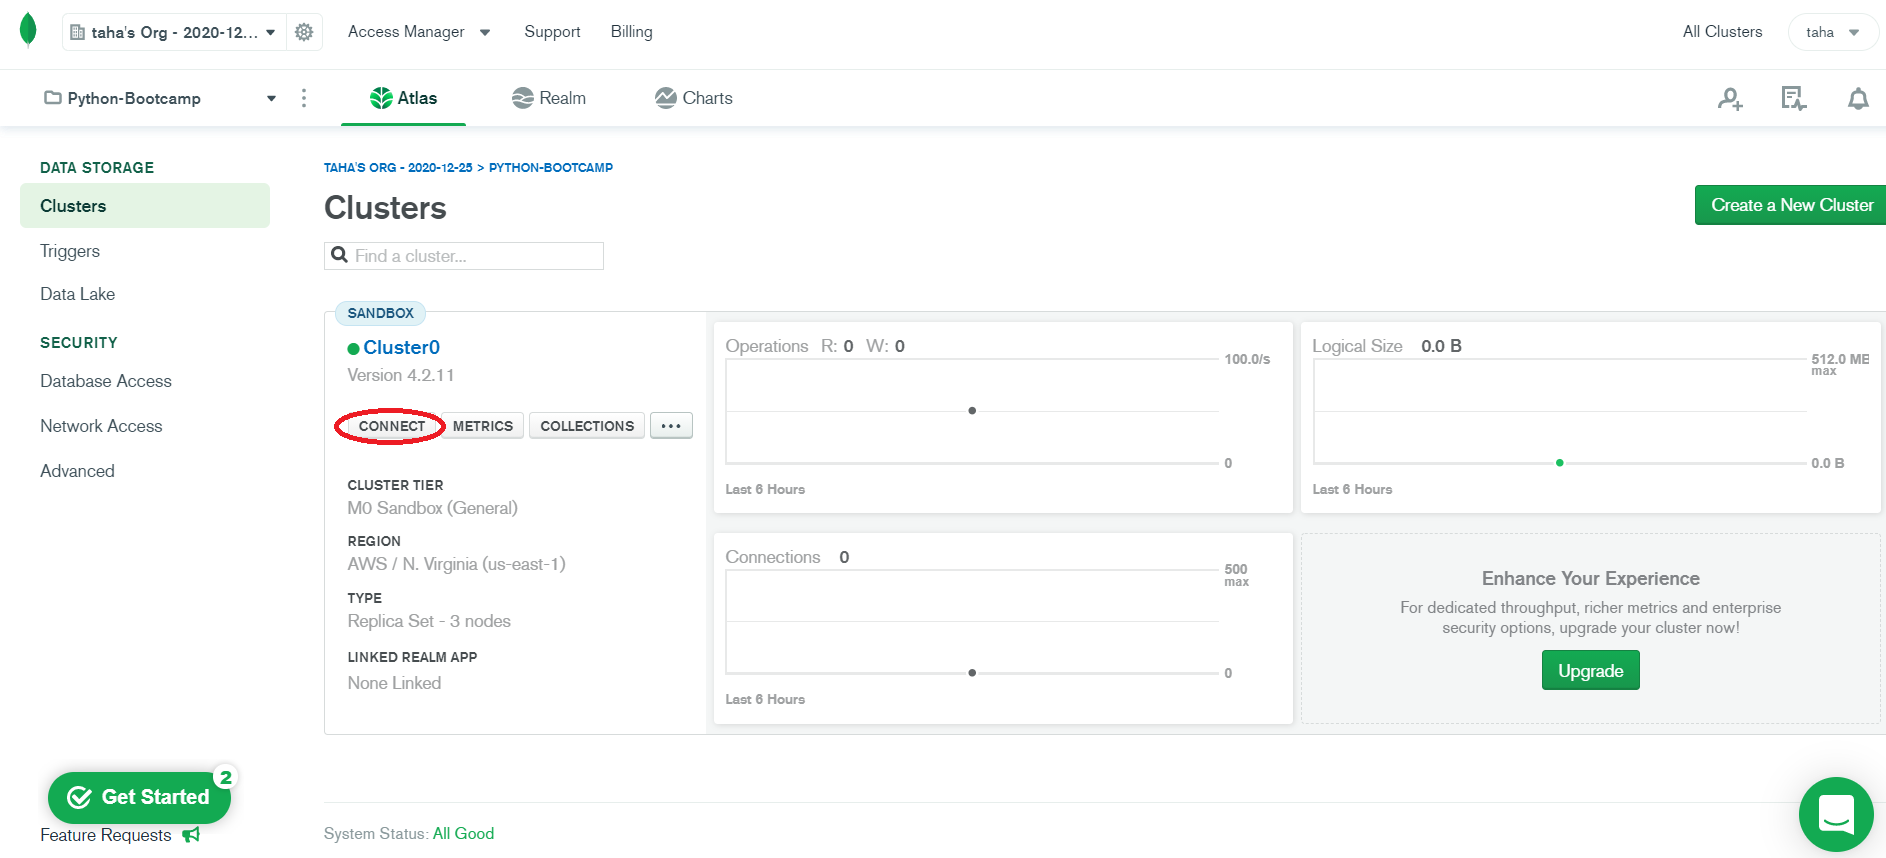 taha's Org - 2020-12...
Access Manager
Support
Billing
All Clusters
taha
Python-Bootcamp
Atlas
Realm
Charts
DATA STORAGE
Clusters
Triggers
Data Lake
SECURITY
Database Access
Network Access
Advanced
TAHA'S ORG - 2020-12-25 > PYTHON-BOOTCAMP
Clusters
Create a New Cluster
Find a cluster...
SANDBOX
Cluster0
Version 4.2.11
CONNECT
METRICS
COLLECTIONS
...
CLUSTER TIER
M0 Sandbox (General)
REGION
AWS / N. Virginia (us-east-1)
TYPE
Replica Set - 3 nodes
LINKED REALM APP
None Linked
Operations R: 0 W: 0
100.0/s
0
Last 6 Hours
Logical Size 0.0 B
512.0 MB
max
0.0 B
Last 6 Hours
Connections 0
500
max
0
Last 6 Hours
Enhance Your Experience
For dedicated throughput, richer metrics and enterprise
security options, upgrade your cluster now!
Upgrade
Get Started
2
Feature Requests
System Status: All Good